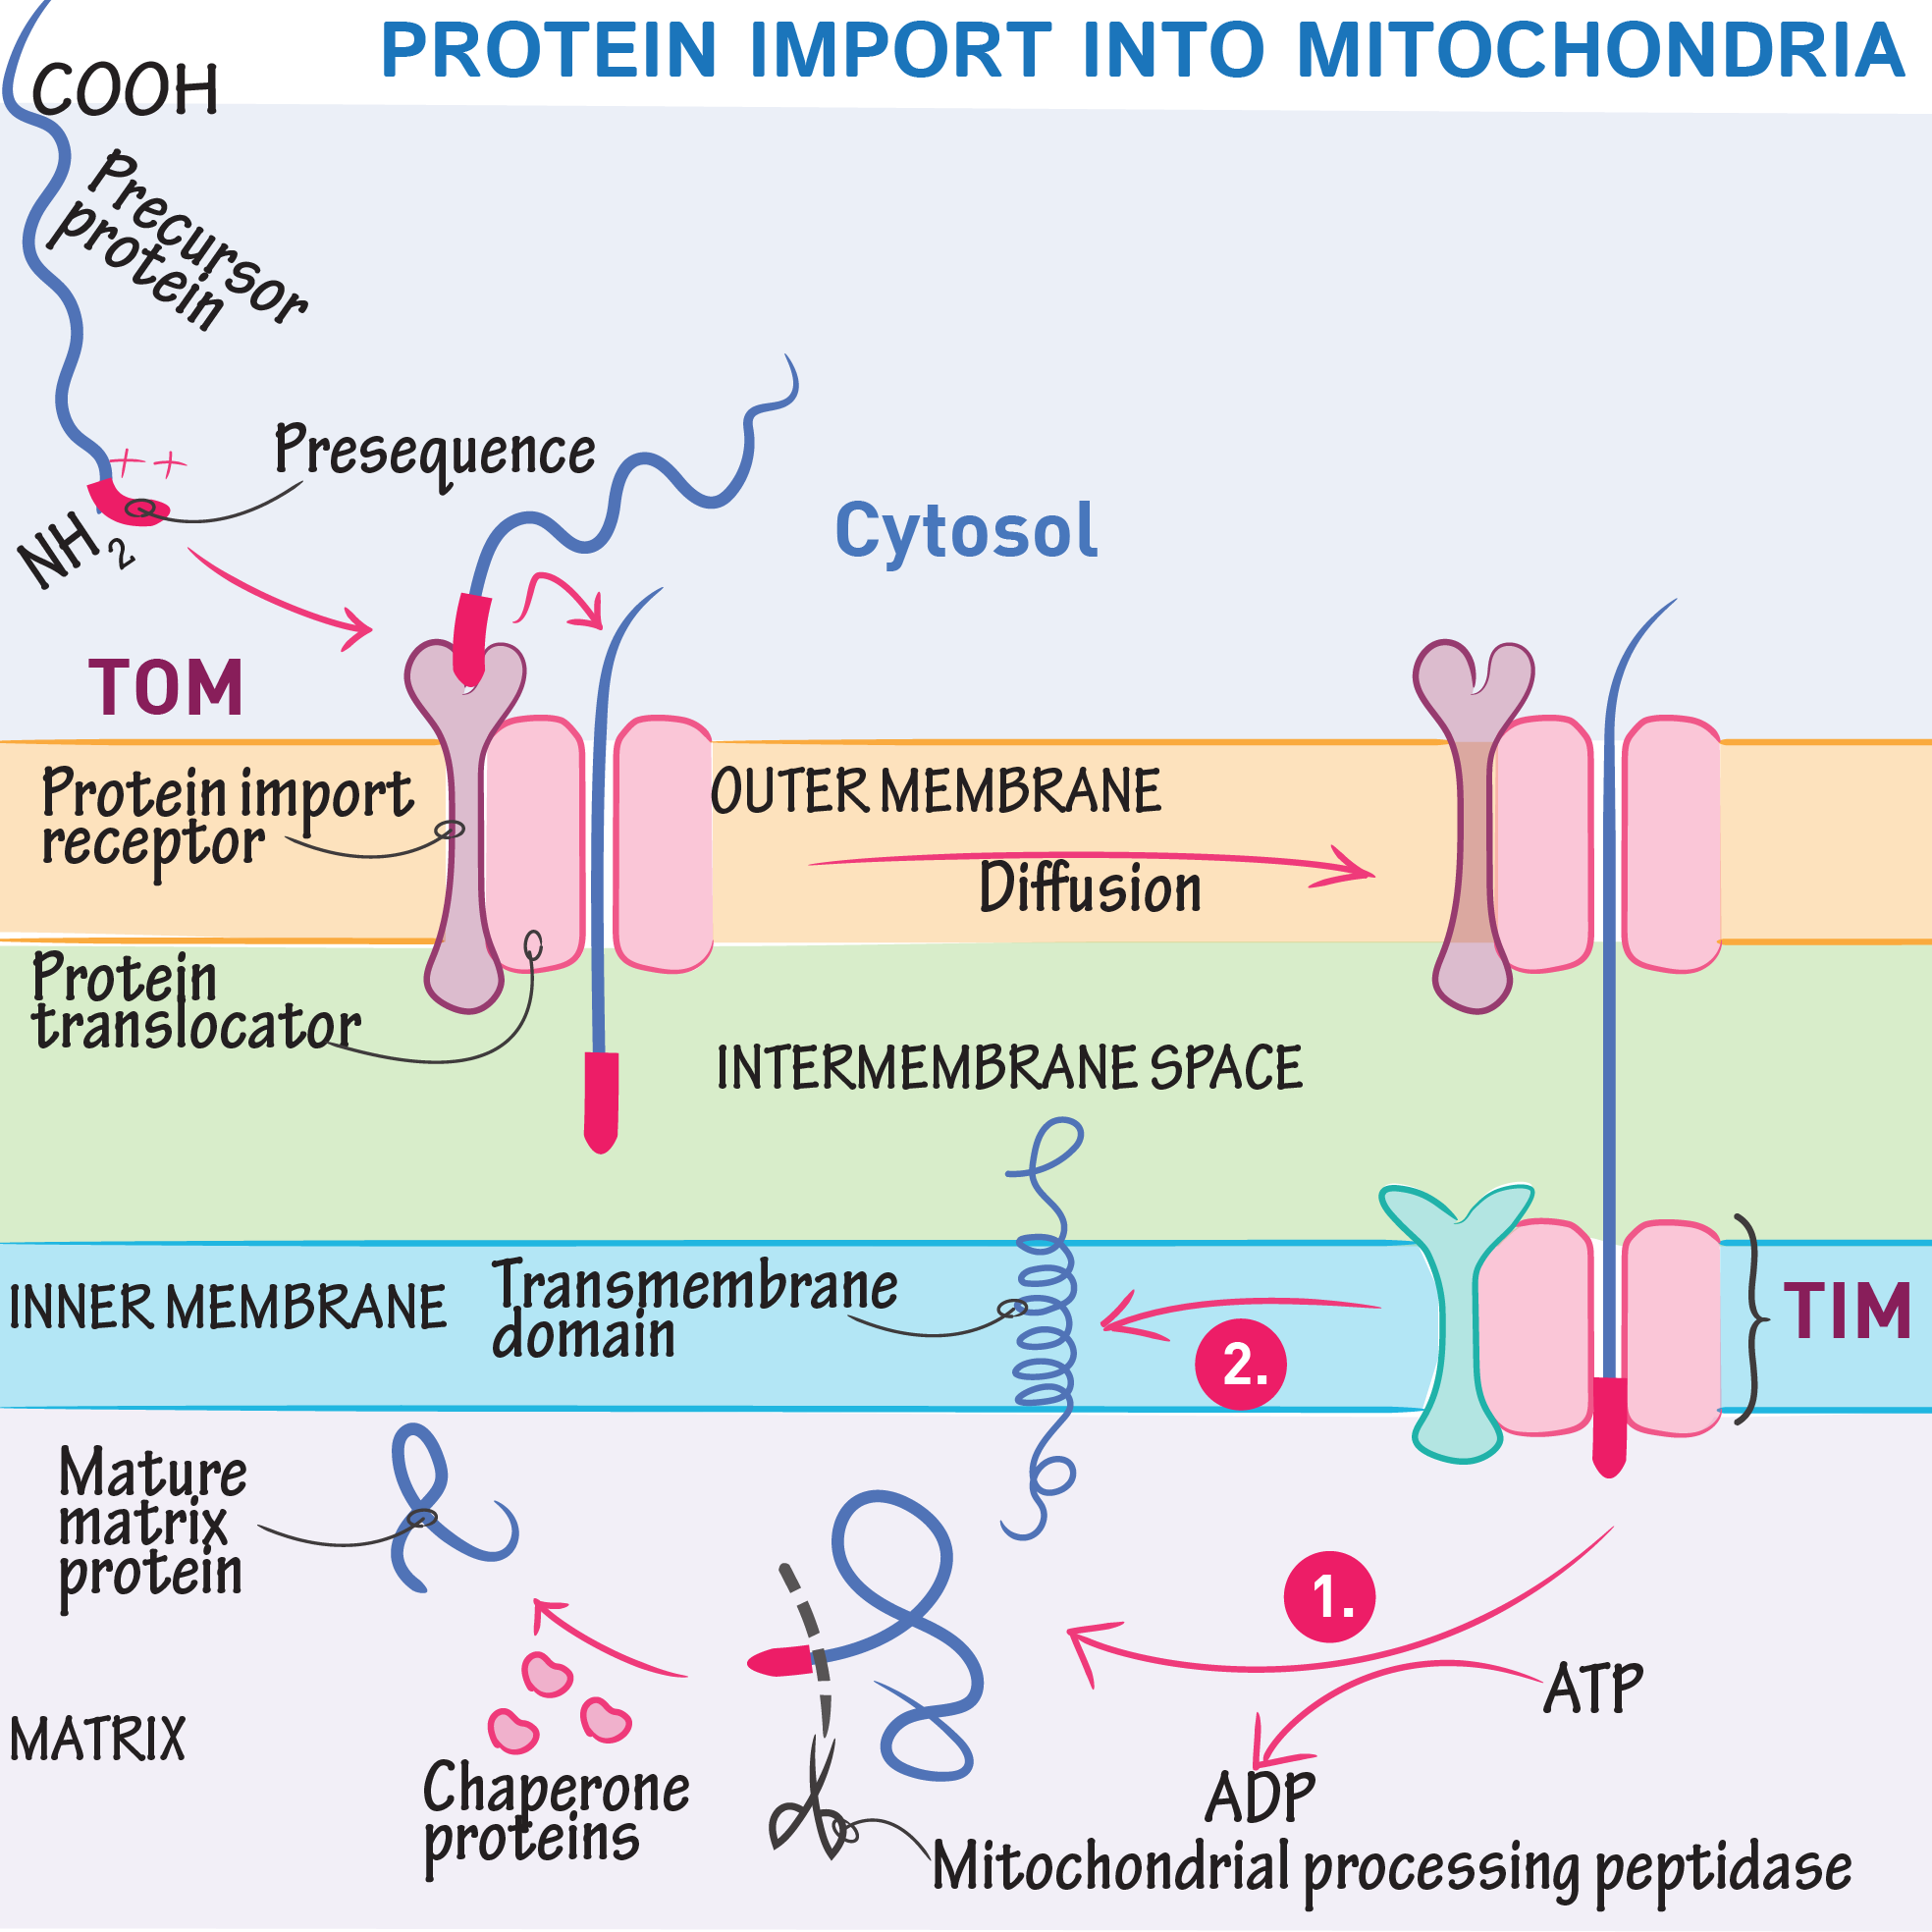 PROTEIN IMPORT INTO MITOCHONDRIA
COOH
Precursor
protein
++
Presequence
NH2
Cytosol
TOM
Protein import
receptor
OUTER MEMBRANE
Diffusion
Protein
translocator
INTERMEMBRANE SPACE
INNER MEMBRANE
Transmembrane
domain
2.
TIM
Mature
matrix
protein
1.
ATP
MATRIX
Chaperone
proteins
ADP
Mitochondrial processing peptidase